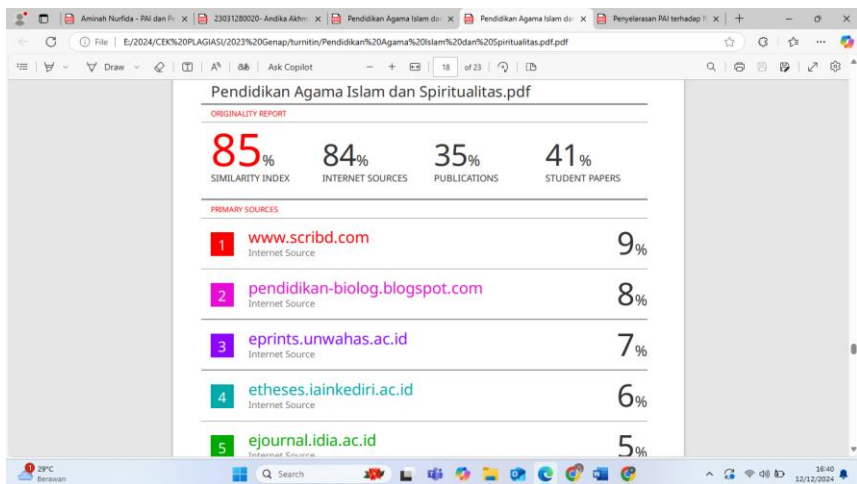 Aminah Nurfida - PAI dan Pe
23031280020- Andika Akhm
Pendidikan Agama Islam da
Pendidikan Agama Islam dar
Penyelarasan PAI terhadap
File
E:/2024/CEK%20PLAGIASI/2023%20Genap/turnitin/Pendidikan%20Agama%20Islam%20dan%20Spiritualitas.pdf.pdf
Draw
Ask Copilot
18 of 23
Pendidikan Agama Islam dan Spiritualitas.pdf
ORIGINALITY REPORT
85% 84% 35% 41%
SIMILARITY INDEX INTERNET SOURCES PUBLICATIONS STUDENT PAPERS
PRIMARY SOURCES
1 www.scribd.com 9%
Internet Source
2 pendidikan-biolog.blogspot.com 8%
Internet Source
3 eprints.unwahas.ac.id 7%
Internet Source
4 etheses.iainkediri.ac.id 6%
Internet Source
5 ejournal.idia.ac.id 5%
Internet Source
29°C
Berawan
Search
16:40
12/12/2024